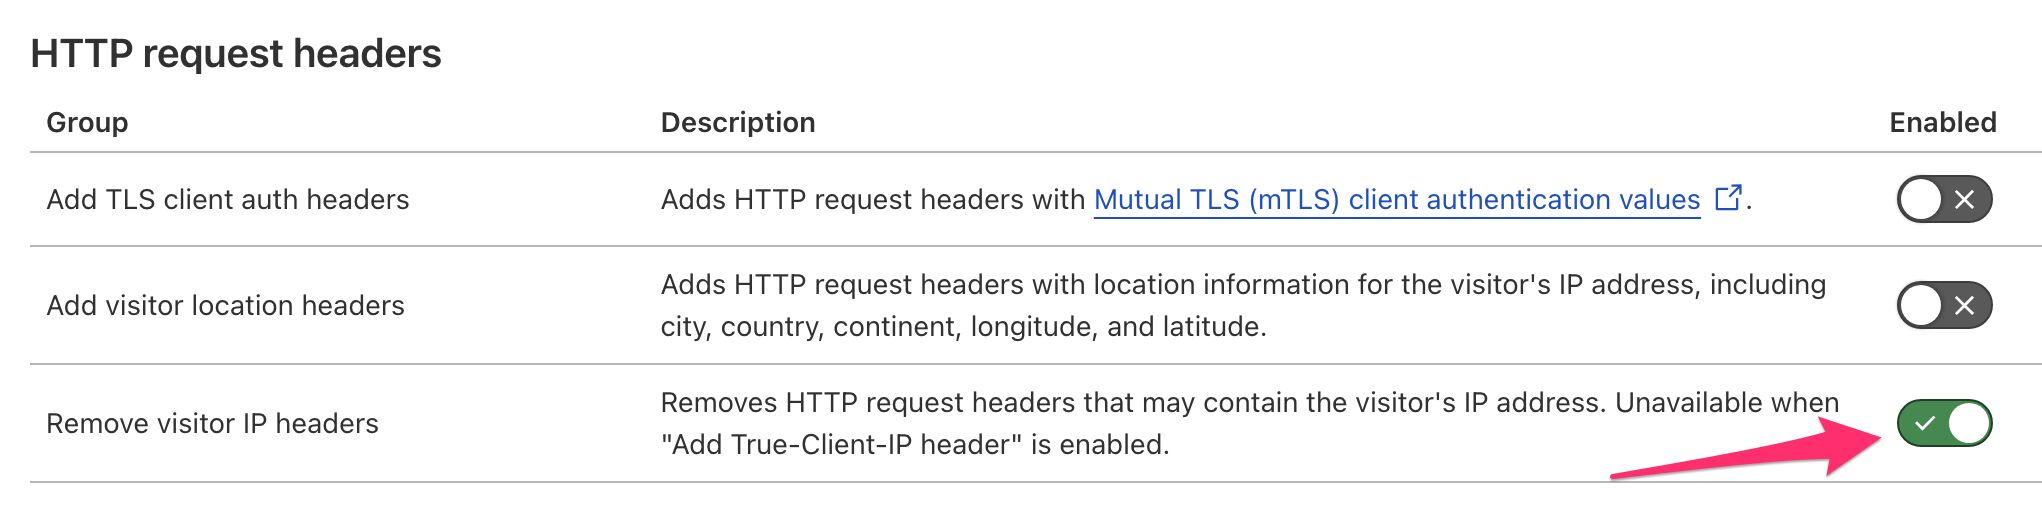 HTTP request headers
Group Description Enabled
Add TLS client auth headers Adds HTTP request headers with Mutual TLS (mTLS) client authentication values .
Add visitor location headers Adds HTTP request headers with location information for the visitor's IP address, including
city, country, continent, longitude, and latitude.
Remove visitor IP headers Removes HTTP request headers that may contain the visitor's IP address. Unavailable when
"Add True-Client-IP header" is enabled.